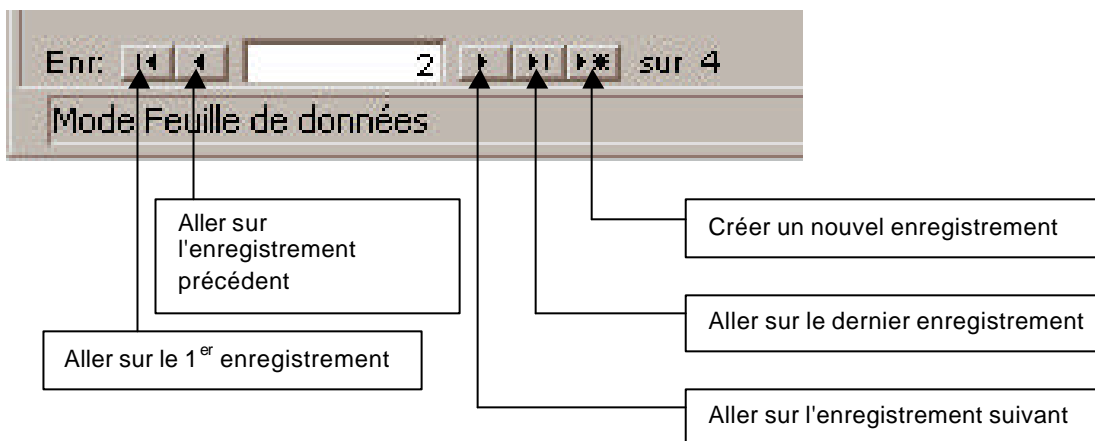 Enr: 2 sur 4
Mode Feuille de données
Aller sur
l'enregistrement
précédent
Créer un nouvel enregistrement
Aller sur le dernier enregistrement
Aller sur le 1er enregistrement
Aller sur l'enregistrement suivant